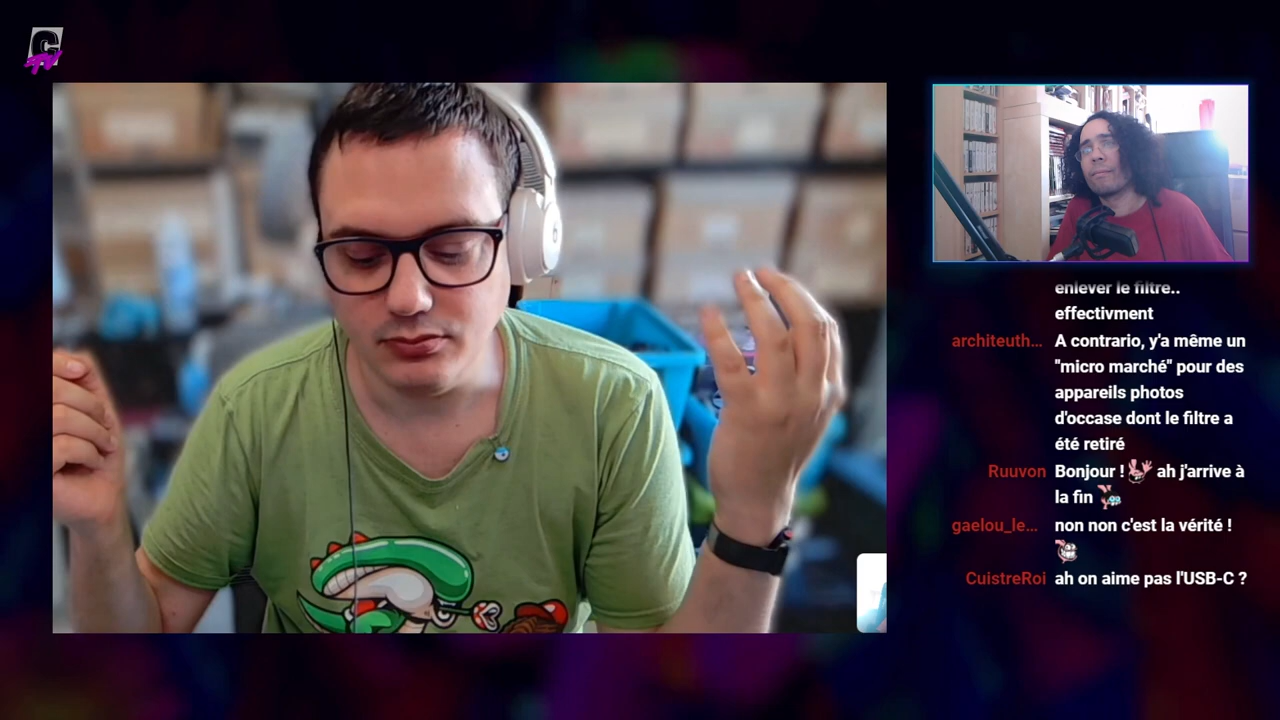 C
TV
enlever le filtre..
effectivment
architeuth... A contrario, y'a même un
"micro marché" pour des
appareils photos
d'occase dont le filtre a
été retiré
Ruuvon Bonjour ! ah j'arrive à
la fin
gaelou_le... non non c'est la vérité !
CuistreRoi ah on aime pas l'USB-C ?